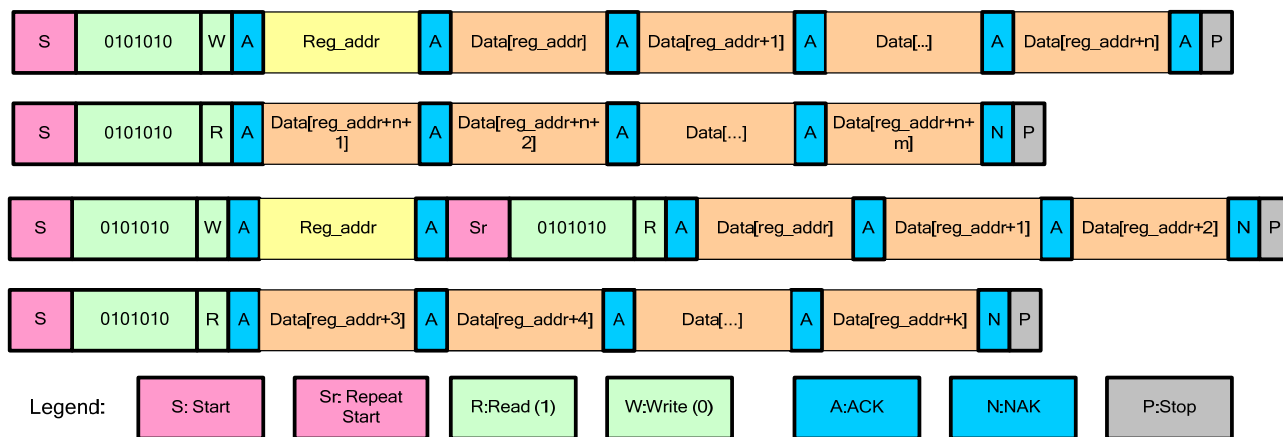 S 0101010 W A Reg_addr A Data[reg_addr] A Data[reg_addr+1] A Data[...] A Data[reg_addr+n] A P
S 0101010 R A Data[reg_addr+n+1] A Data[reg_addr+n+2] A Data[...] A Data[reg_addr+n+m] N P
S 0101010 W A Reg_addr A Sr 0101010 R A Data[reg_addr] A Data[reg_addr+1] A Data[reg_addr+2] N P
S 0101010 R A Data[reg_addr+3] A Data[reg_addr+4] A Data[...] A Data[reg_addr+k] N P
Legend: S: Start Sr: Repeat Start R:Read (1) W:Write (0) A:ACK N:NAK P:Stop